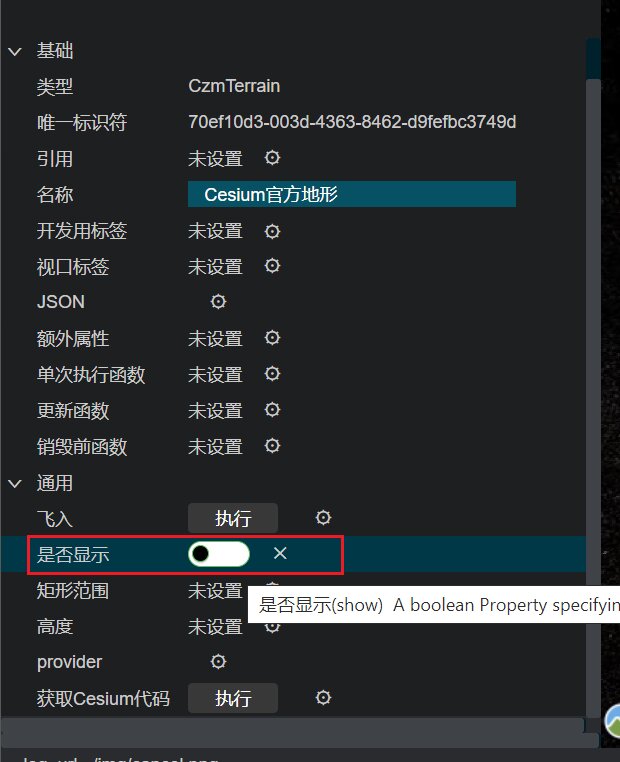 基础
类型 CzmTerrain
唯一标识符 70ef10d3-003d-4363-8462-d9fefbc3749d
引用 未设置
名称 Cesium官方地形
开发用标签 未设置
视口标签 未设置
JSON
额外属性 未设置
单次执行函数 未设置
更新函数 未设置
销毁前函数 未设置
通用
飞入 执行
是否显示
矩形范围 未设置
是否显示(show) A boolean Property specifyin
高度 未设置
provider
获取Cesium代码 执行